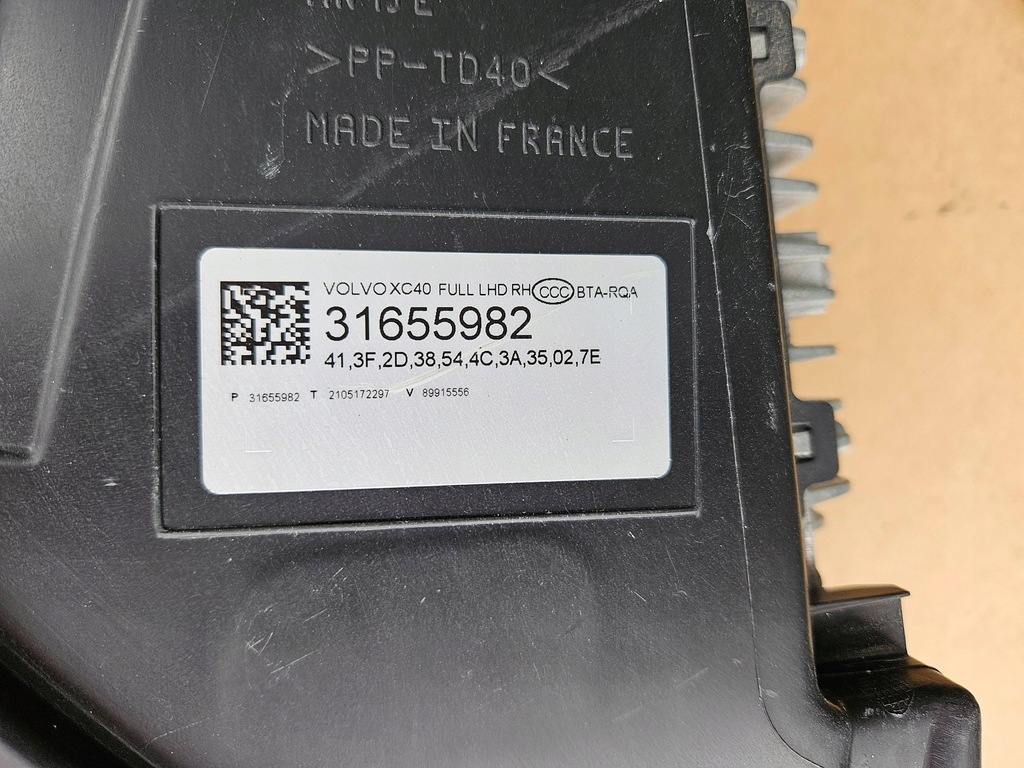 >PP-TD40<
MADE IN FRANCE
VOLVO XC40 FULL LHD RH CCC BTA-RQA
31655982
41,3F,2D,38,54,4C,3A,35,02,7E
P 31655982 T 2105172297 V 89915556